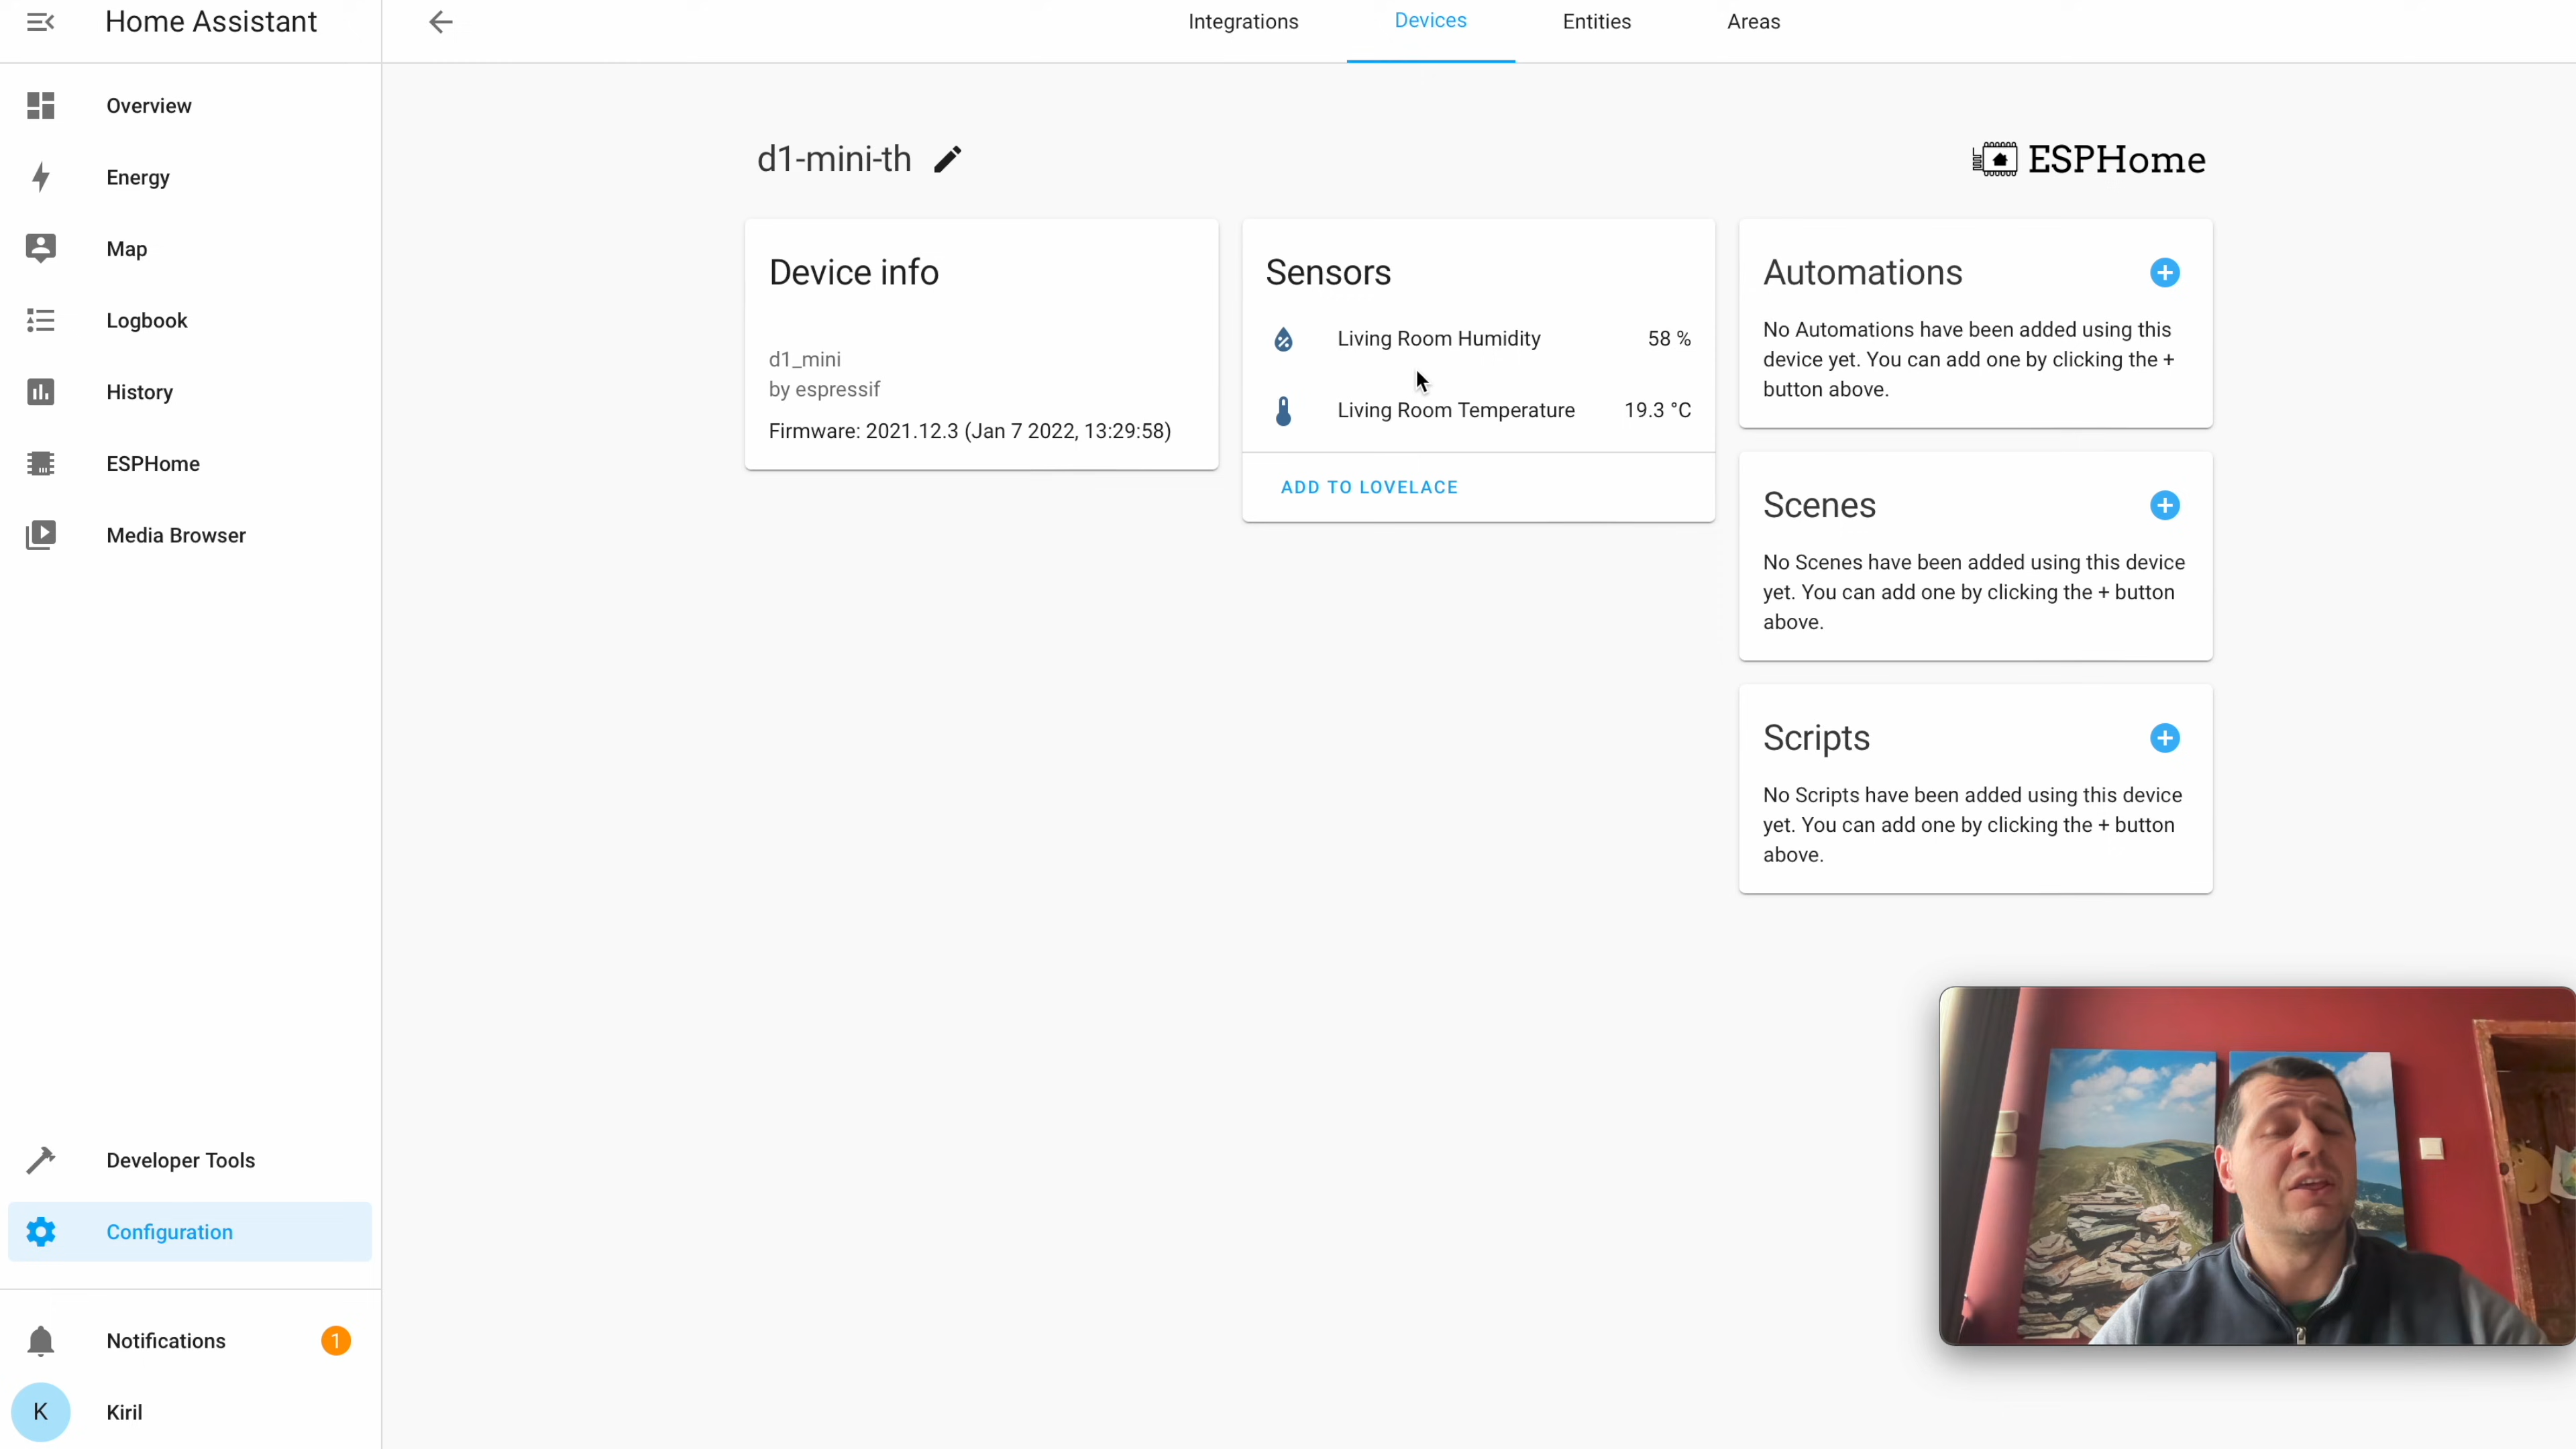 Home Assistant
Integrations
Devices
Entities
Areas
Overview
Energy
Map
Logbook
History
ESPHome
Media Browser
Developer Tools
Configuration
Notifications
1
K
Kiril
d1-mini-th
ESPHome
Device info
d1_mini
by espressif
Firmware: 2021.12.3 (Jan 7 2022, 13:29:58)
Sensors
Living Room Humidity 58 %
Living Room Temperature 19.3 °C
ADD TO LOVELACE
Automations
No Automations have been added using this
device yet. You can add one by clicking the +
button above.
Scenes
No Scenes have been added using this device
yet. You can add one by clicking the + button
above.
Scripts
No Scripts have been added using this device
yet. You can add one by clicking the + button
above.